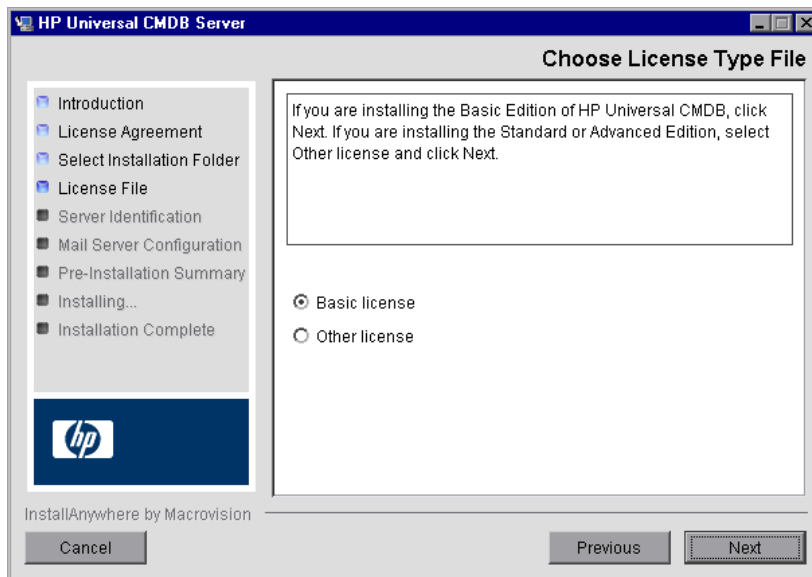 HP Universal CMDB Server
Choose License Type File
Introduction
License Agreement
Select Installation Folder
License File
Server Identification
Mail Server Configuration
Pre-Installation Summary
Installing...
Installation Complete
If you are installing the Basic Edition of HP Universal CMDB, click
Next. If you are installing the Standard or Advanced Edition, select
Other license and click Next.
Basic license
Other license
hp
InstallAnywhere by Macrovision
Cancel
Previous
Next